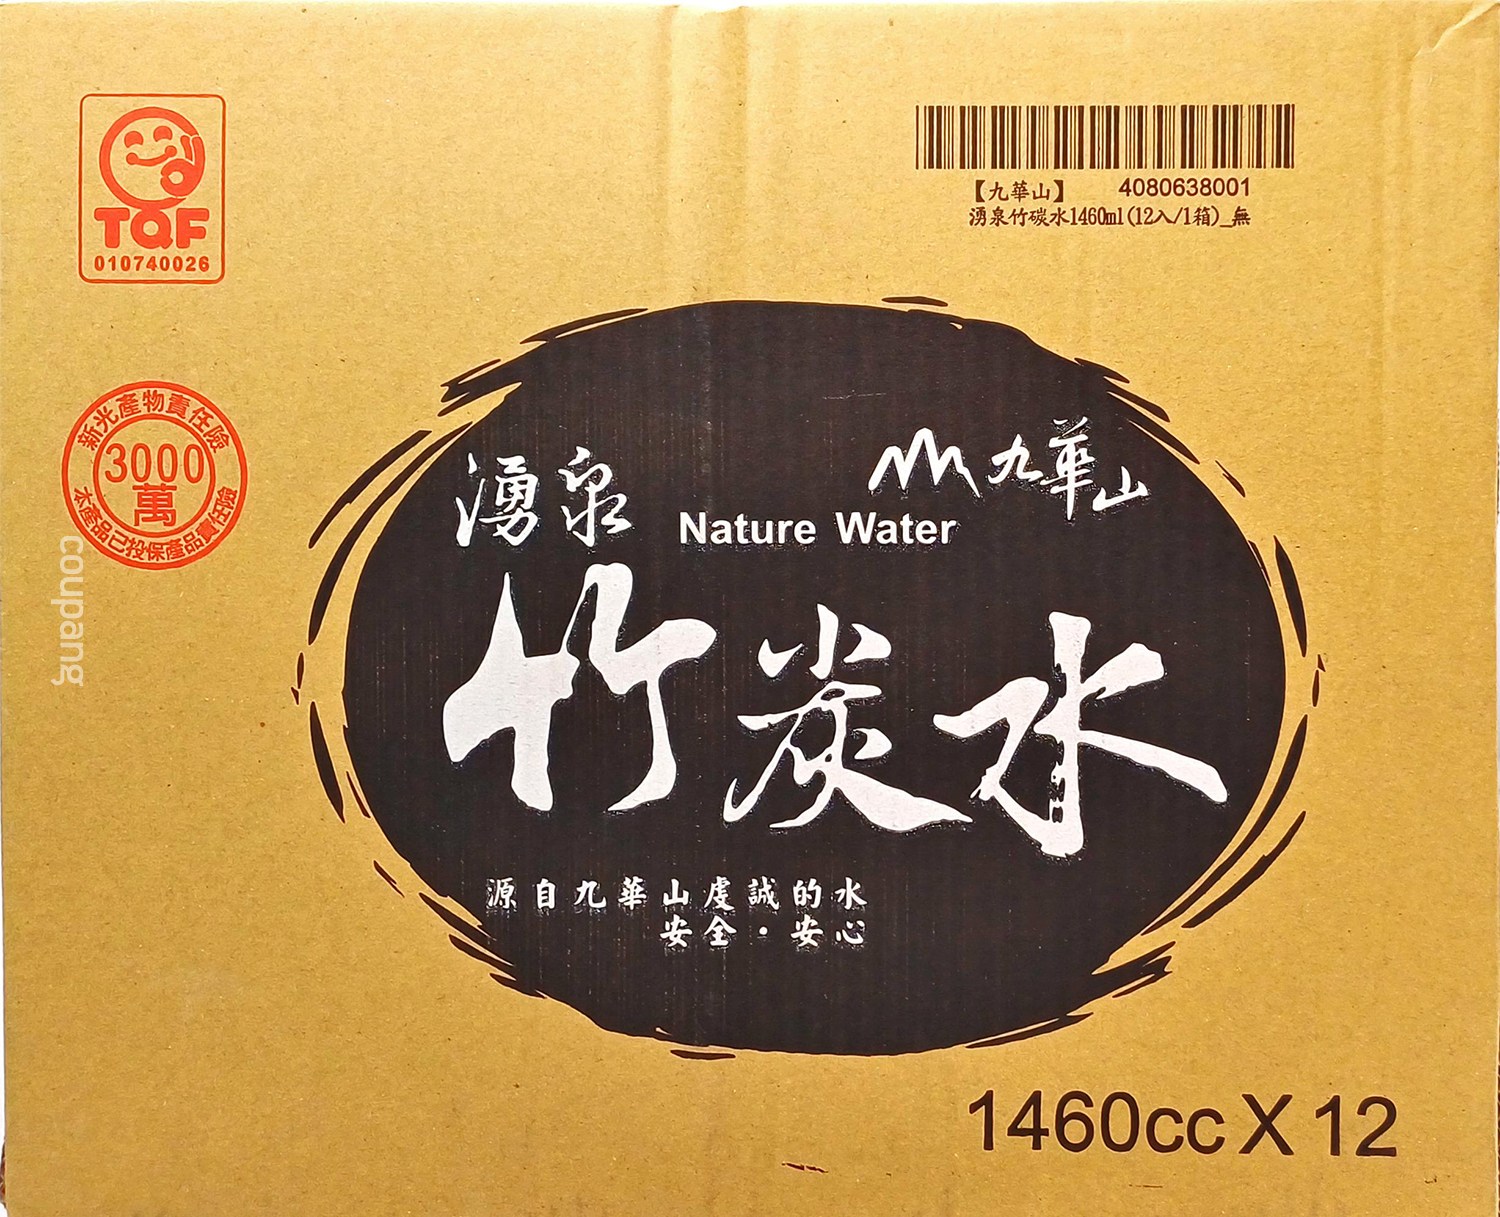 TQF
010740026
【九華山】 4080638001
湧泉竹炭水1460ml(12入/1箱)_無
新光產物責任險
3000
萬
本產品已投保產品責任險
coupang
九華山
湧泉
Nature Water
竹炭水
源自九華山虔誠的水
安全・安心
1460cc X 12